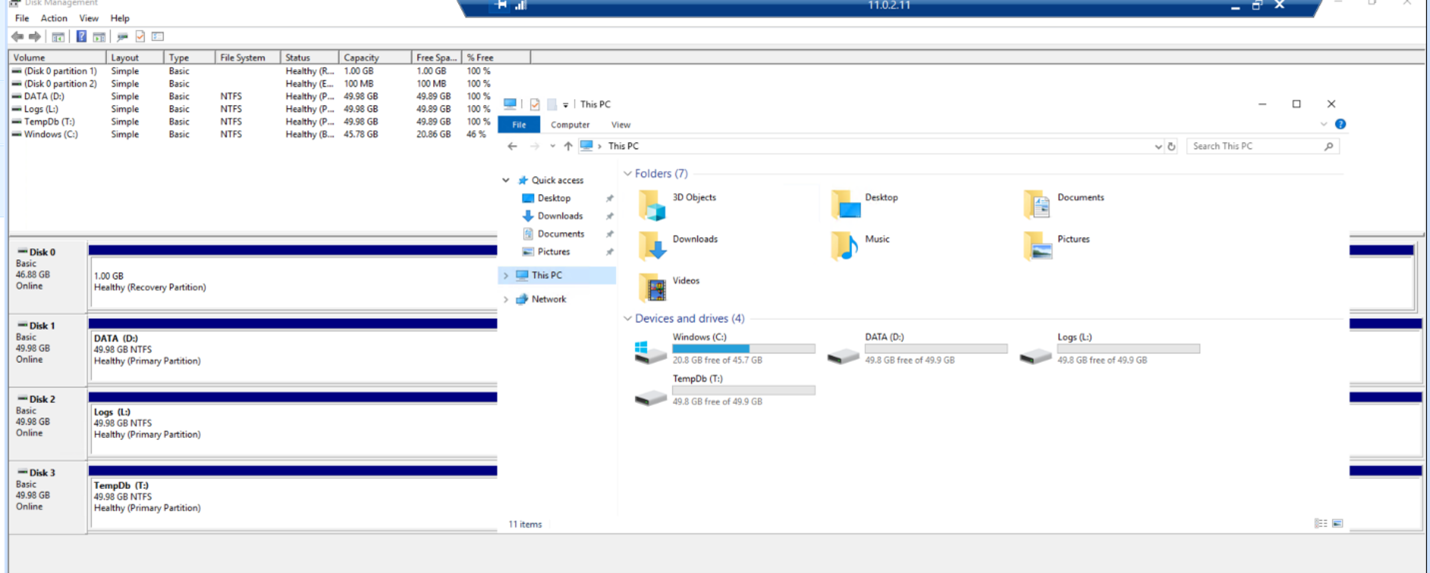 Disk Management
11.0.2.11
File Action View Help
Volume Layout Type File System Status Capacity Free Spa... % Free
(Disk 0 partition 1) Simple Basic Healthy (R... 1.00 GB 1.00 GB 100 %
(Disk 0 partition 2) Simple Basic Healthy (E... 100 MB 100 MB 100 %
DATA (D:) Simple Basic NTFS Healthy (P... 49.98 GB 49.89 GB 100 %
Logs (L:) Simple Basic NTFS Healthy (P... 49.98 GB 49.89 GB 100 %
TempDb (T:) Simple Basic NTFS Healthy (P... 49.98 GB 49.89 GB 100 %
Windows (C:) Simple Basic NTFS Healthy (B... 45.78 GB 20.86 GB 46 %
Disk 0
Basic
46.88 GB
Online
1.00 GB
Healthy (Recovery Partition)
Disk 1
Basic
49.98 GB
Online
DATA (D:)
49.98 GB NTFS
Healthy (Primary Partition)
Disk 2
Basic
49.98 GB
Online
Logs (L:)
49.98 GB NTFS
Healthy (Primary Partition)
Disk 3
Basic
49.98 GB
Online
TempDb (T:)
49.98 GB NTFS
Healthy (Primary Partition)
This PC
File Computer View
This PC
Search This PC
Quick access
Desktop
Downloads
Documents
Pictures
This PC
Network
Folders (7)
3D Objects
Desktop
Documents
Downloads
Music
Pictures
Videos
Devices and drives (4)
Windows (C:)
20.8 GB free of 45.7 GB
DATA (D:)
49.8 GB free of 49.9 GB
Logs (L:)
49.8 GB free of 49.9 GB
TempDb (T:)
49.8 GB free of 49.9 GB
11 items